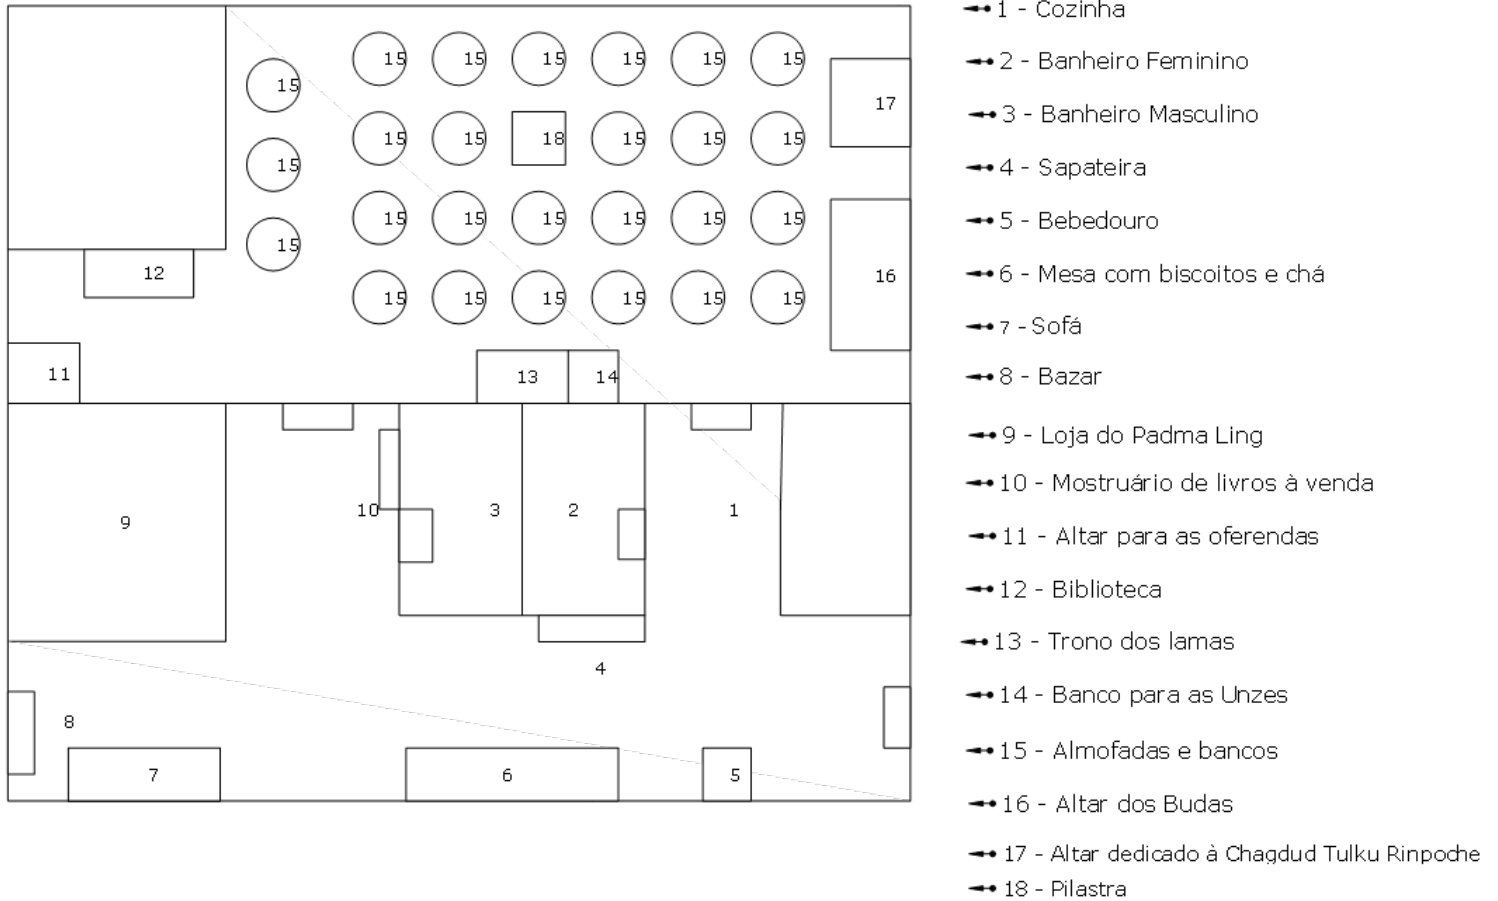 15 15 15 15 15 15
15
17
15 15 18 15 15 15
15
15 15 15 15 15 15
15
12
16
15 15 15 15 15 15
11
13 14
9
10
3
2
1
4
8
7
6
5
1 - Cozinha
2 - Banheiro Feminino
3 - Banheiro Masculino
4 - Sapateira
5 - Bebedouro
6 - Mesa com biscoitos e chá
7 - Sofá
8 - Bazar
9 - Loja do Padma Ling
10 - Mostruário de livros à venda
11 - Altar para as oferendas
12 - Biblioteca
13 - Trono dos lamas
14 - Banco para as Unzes
15 - Almofadas e bancos
16 - Altar dos Budas
17 - Altar dedicado à Chagdud Tulku Rinpoche
18 - Pilastra